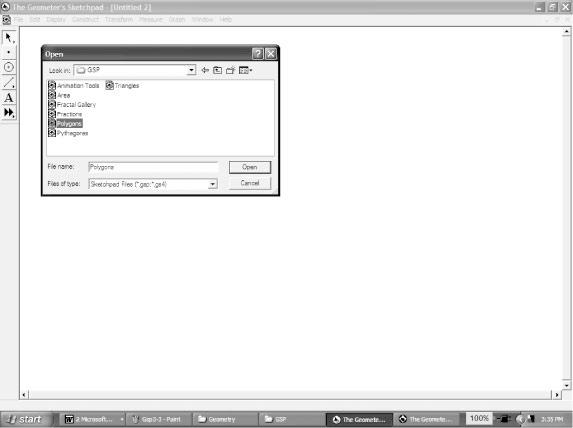 The Geometer's Sketchpad - [Untitled 2]
File Edit Display Construct Transform Measure Graph Window Help
Open
Look in: GSP
Animation Tools Triangles
Area
Fractal Gallery
Fractions
Polygons
Pythagoras
File name: Polygons Open
Files of type: Sketchpad Files (*.gsp;*.gs4) Cancel
A
start 2 Microsoft... Gsp3-3 - Paint Geometry GSP The Geomete... The Geomete... 100% 3:35 PM